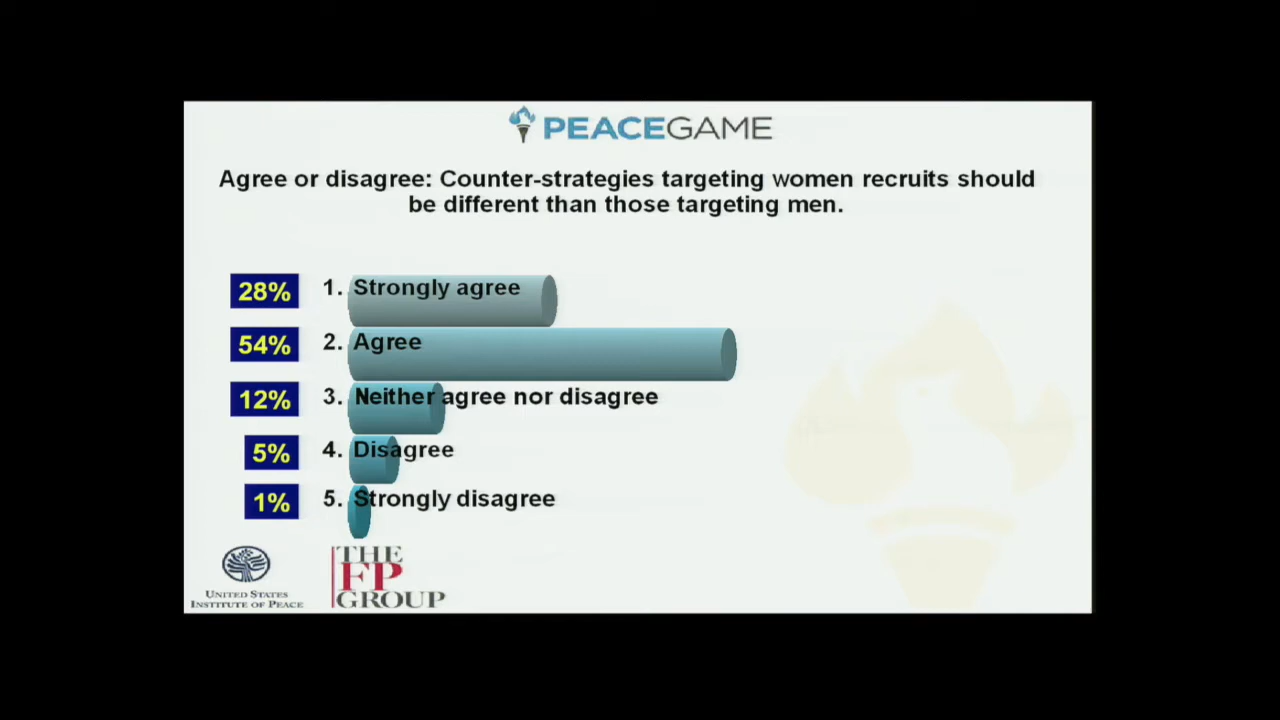 PEACEGAME
Agree or disagree: Counter-strategies targeting women recruits should
be different than those targeting men.
28% 1. Strongly agree
54% 2. Agree
12% 3. Neither agree nor disagree
5% 4. Disagree
1% 5. Strongly disagree
UNITED STATES
INSTITUTE OF PEACE
THE
FP
GROUP